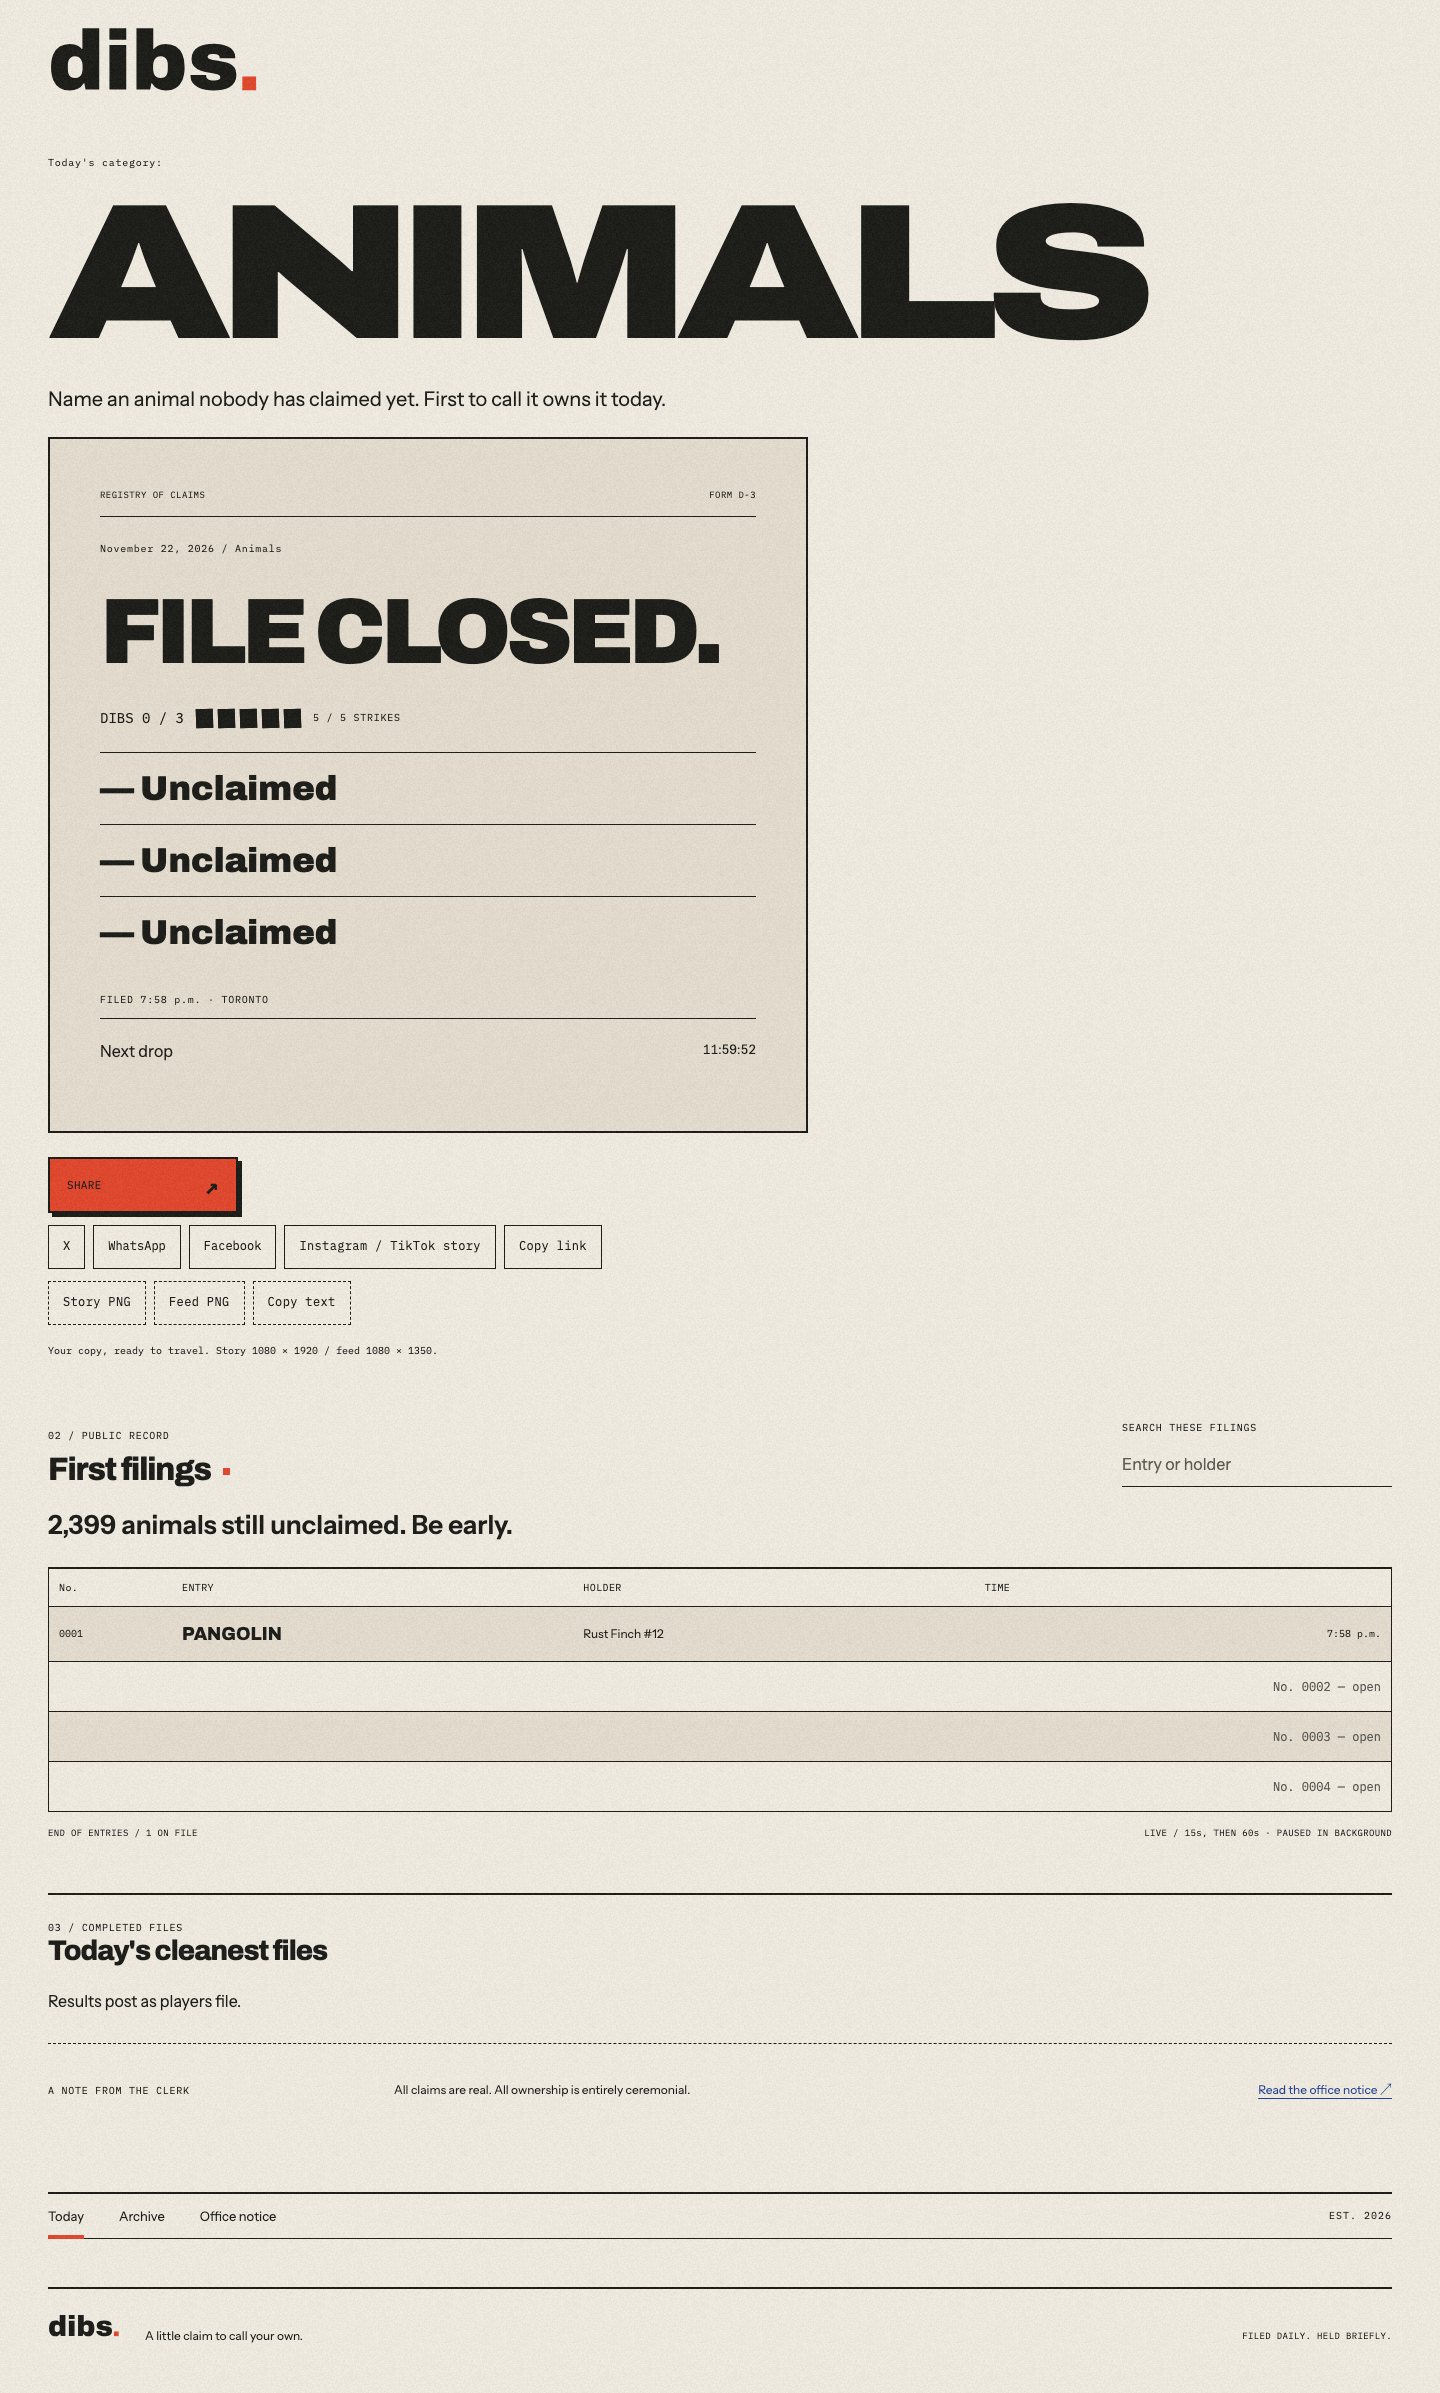 dibs.
Today's category:
ANIMALS
Name an animal nobody has claimed yet. First to call it owns it today.
REGISTRY OF CLAIMS FORM D-3
November 22, 2026 / Animals
FILE CLOSED.
DIBS 0 / 3 5 / 5 STRIKES
— Unclaimed
— Unclaimed
— Unclaimed
FILED 7:58 p.m. · TORONTO
Next drop 11:59:52
SHARE ↗
X WhatsApp Facebook Instagram / TikTok story Copy link
Story PNG Feed PNG Copy text
Your copy, ready to travel. Story 1080 × 1920 / feed 1080 × 1350.
02 / PUBLIC RECORD
First filings
SEARCH THESE FILINGS
Entry or holder
2,399 animals still unclaimed. Be early.
No. ENTRY HOLDER TIME
0001 PANGOLIN Rust Finch #12 7:58 p.m.
No. 0002 — open
No. 0003 — open
No. 0004 — open
END OF ENTRIES / 1 ON FILE LIVE / 15s, THEN 60s · PAUSED IN BACKGROUND
03 / COMPLETED FILES
Today's cleanest files
Results post as players file.
A NOTE FROM THE CLERK All claims are real. All ownership is entirely ceremonial. Read the office notice ↗
Today Archive Office notice EST. 2026
dibs. A little claim to call your own. FILED DAILY. HELD BRIEFLY.